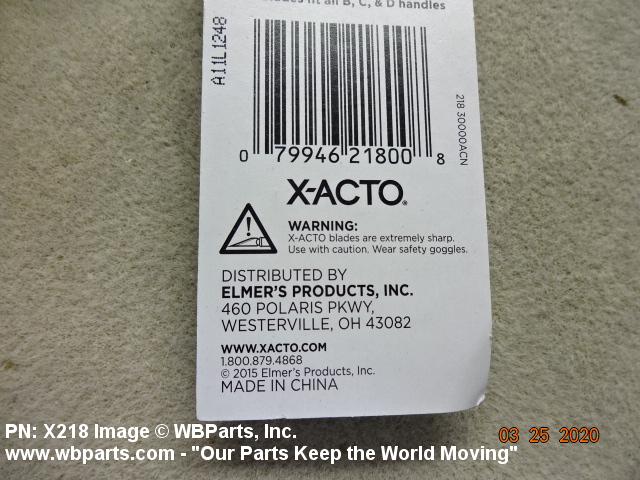 fit all B, C, & D handles
A11L1248
218 30000ACN
0 79946 21800 8
X-ACTO®
WARNING:
X-ACTO blades are extremely sharp.
Use with caution. Wear safety goggles.
DISTRIBUTED BY
ELMER'S PRODUCTS, INC.
460 POLARIS PKWY,
WESTERVILLE, OH 43082
WWW.XACTO.COM
1.800.879.4868
© 2015 Elmer's Products, Inc.
MADE IN CHINA
PN: X218 Image © WBParts, Inc.
03 25 2020
www.wbparts.com - "Our Parts Keep the World Moving"